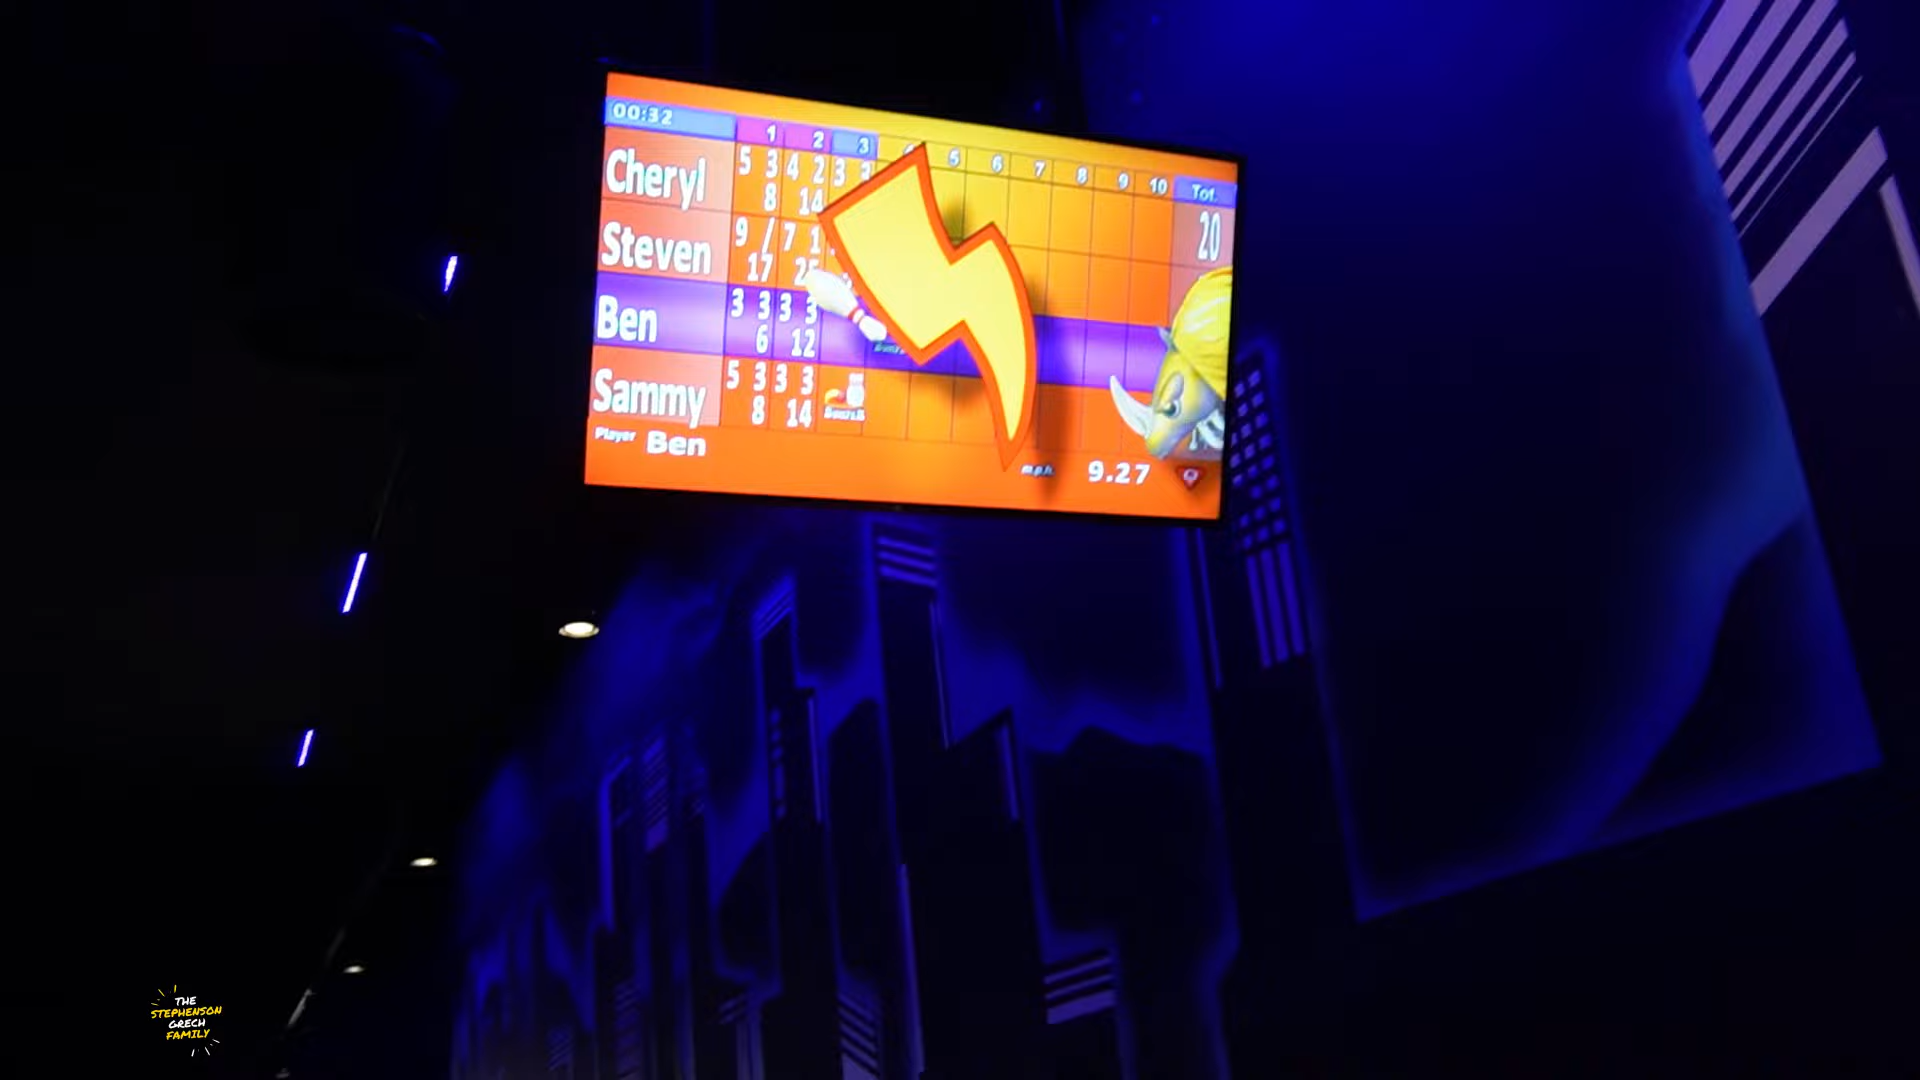 00:32
1 2 3 5 6 7 8 9 10 Tot.
Cheryl 5 3 4 2 3
8 14 20
Steven 9 / 7 1
17
Ben 3 3 3 3
6 12
Sammy 5 3 3 3
8 14
Player Ben
m.p.h. 9.27
THE
STEPHENSON
GRECH
FAMILY